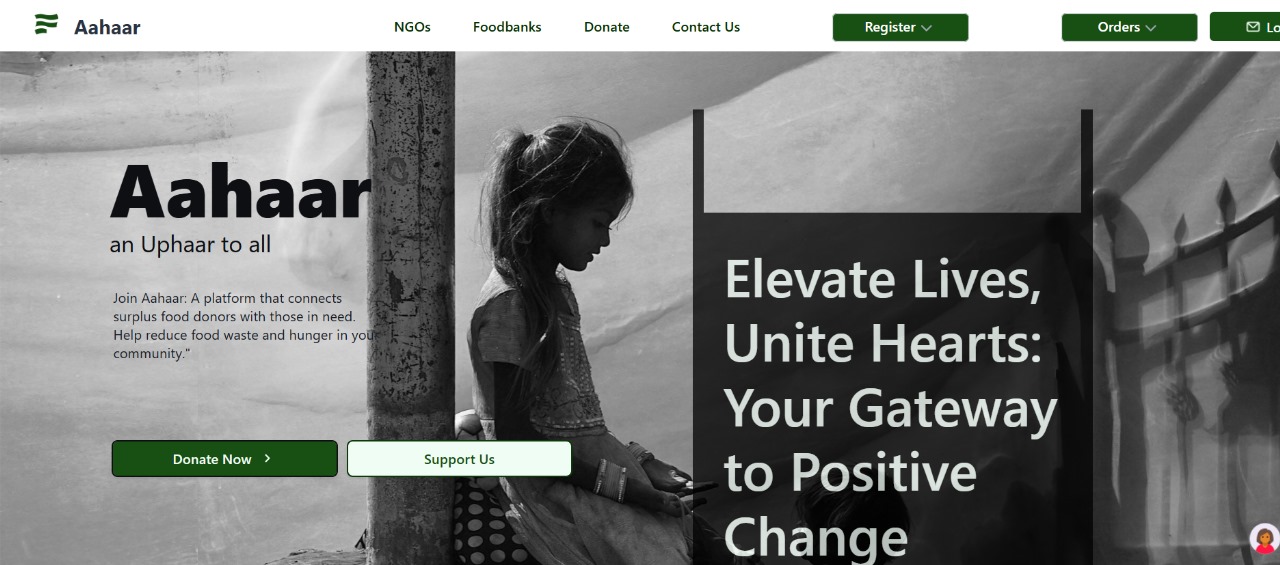 Aahaar
NGOs Foodbanks Donate Contact Us Register Orders Lo
Aahaar
an Uphaar to all
Join Aahaar: A platform that connects
surplus food donors with those in need.
Help reduce food waste and hunger in your
community."
Donate Now
Support Us
Elevate Lives,
Unite Hearts:
Your Gateway
to Positive
Change